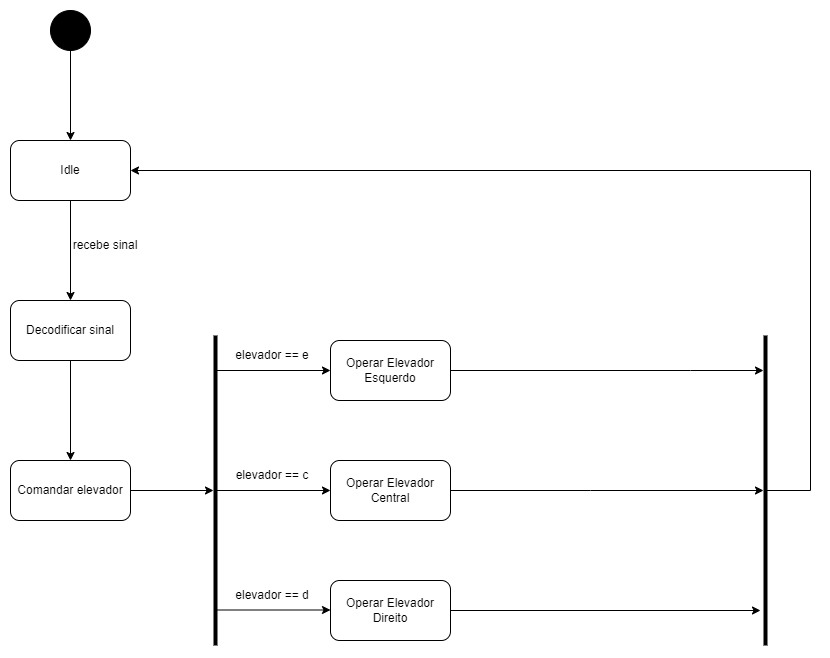 Idle
recebe sinal
Decodificar sinal
elevador == e
Operar Elevador
Esquerdo
Comandar elevador
elevador == c
Operar Elevador
Central
elevador == d
Operar Elevador
Direito